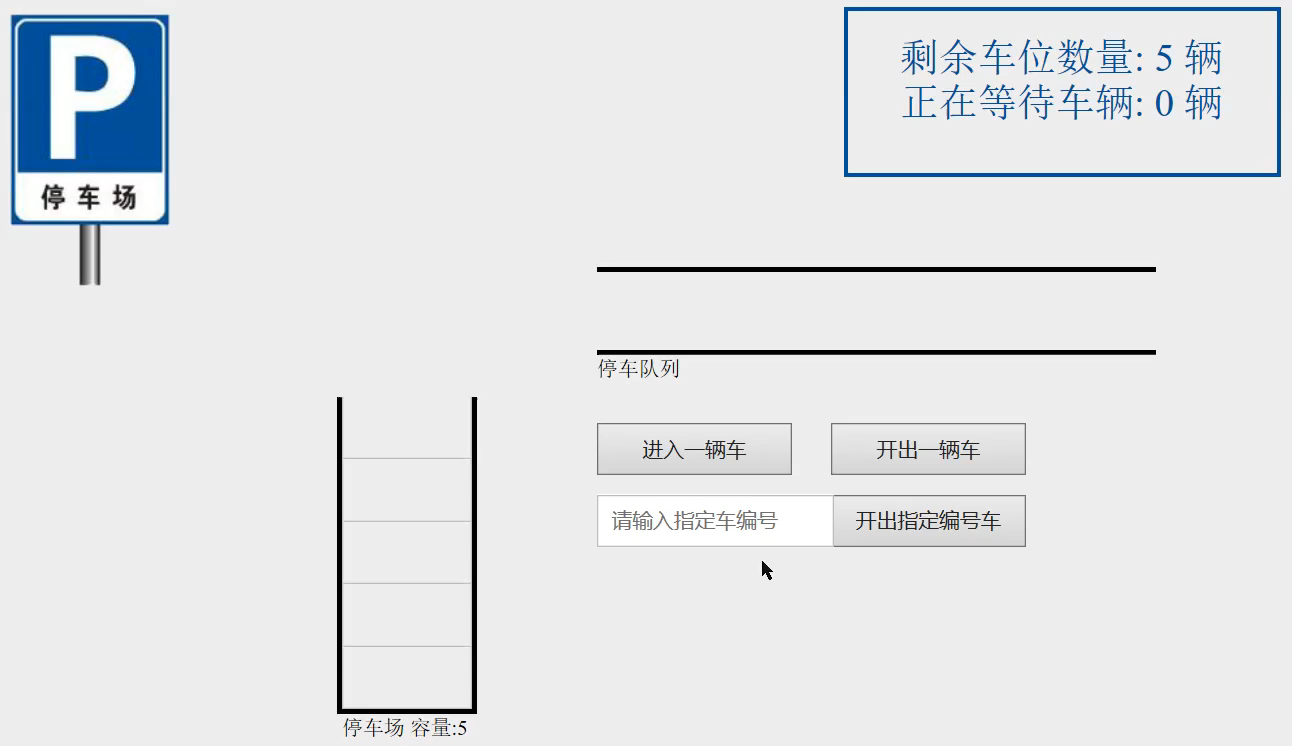 P
停车场
剩余车位数量: 5 辆
正在等待车辆: 0 辆
停车队列
进入一辆车
开出一辆车
请输入指定车编号
开出指定编号车
停车场 容量:5